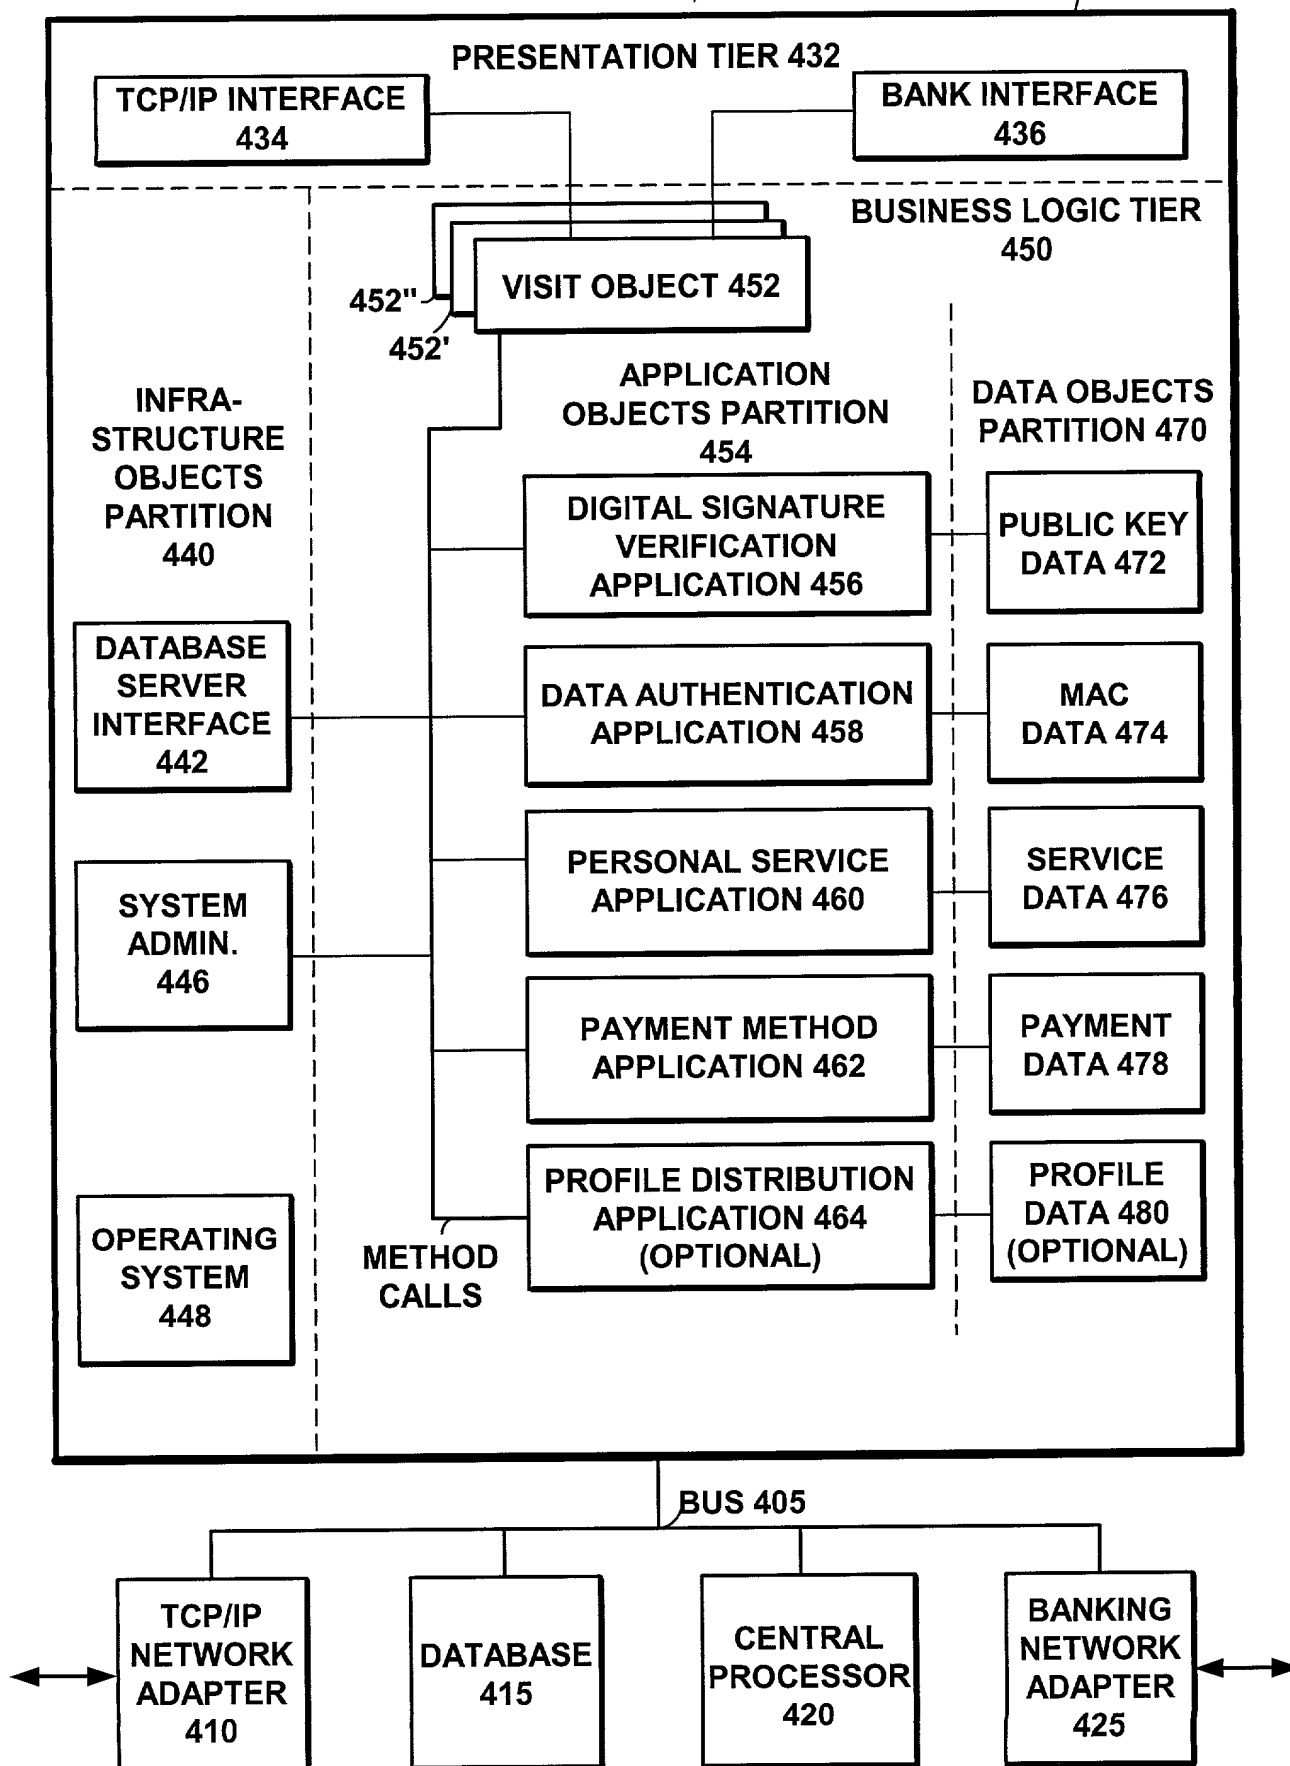 PRESENTATION TIER 432
TCP/IP INTERFACE
434
BANK INTERFACE
436
BUSINESS LOGIC TIER
450
VISIT OBJECT 452
452"
452'
INFRA-
STRUCTURE
OBJECTS
PARTITION
440
APPLICATION
OBJECTS PARTITION
454
DATA OBJECTS
PARTITION 470
DIGITAL SIGNATURE
VERIFICATION
APPLICATION 456
PUBLIC KEY
DATA 472
DATABASE
SERVER
INTERFACE
442
DATA AUTHENTICATION
APPLICATION 458
MAC
DATA 474
PERSONAL SERVICE
APPLICATION 460
SERVICE
DATA 476
SYSTEM
ADMIN.
446
PAYMENT METHOD
APPLICATION 462
PAYMENT
DATA 478
PROFILE DISTRIBUTION
APPLICATION 464
(OPTIONAL)
PROFILE
DATA 480
(OPTIONAL)
OPERATING
SYSTEM
448
METHOD
CALLS
BUS 405
TCP/IP
NETWORK
ADAPTER
410
DATABASE
415
CENTRAL
PROCESSOR
420
BANKING
NETWORK
ADAPTER
425